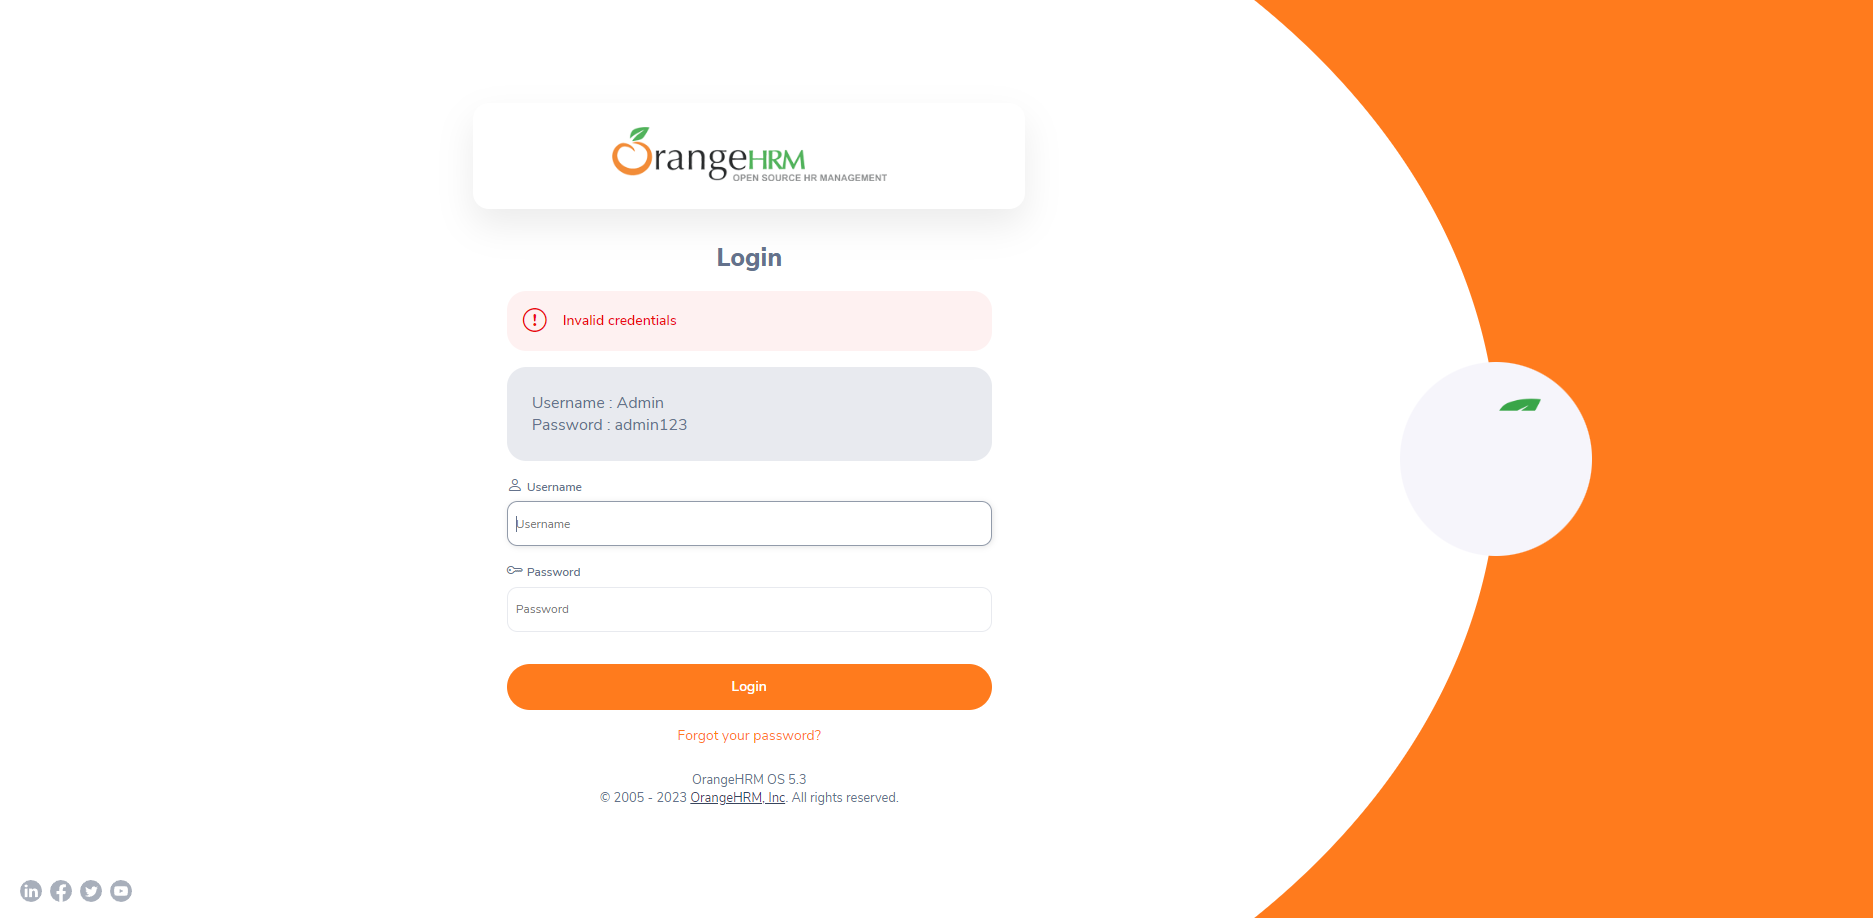 OrangeHRM
OPEN SOURCE HR MANAGEMENT
Login
Invalid credentials
Username : Admin
Password : admin123
Username
Username
Password
Password
Login
Forgot your password?
OrangeHRM OS 5.3
© 2005 - 2023 OrangeHRM, Inc. All rights reserved.
in